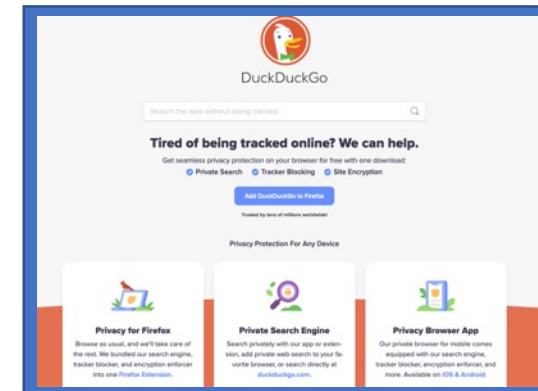 DuckDuckGo
Search the web without being tracked
Tired of being tracked online? We can help.
Get seamless privacy protection on your browser for free with one download:
Private Search Tracker Blocking Site Encryption
Add DuckDuckGo to Firefox
Trusted by tens of millions worldwide!
Privacy Protection For Any Device
Privacy for Firefox
Browse as usual, and we'll take care of
the rest. We bundled our search engine,
tracker blocker, and encryption enforcer
into one Firefox Extension.
Private Search Engine
Search privately with our app or exten-
sion, add private web search to your fa-
vorite browser, or search directly at
duckduckgo.com.
Privacy Browser App
Our private browser for mobile comes
equipped with our search engine,
tracker blocker, encryption enforcer, and
more. Available on iOS & Android.